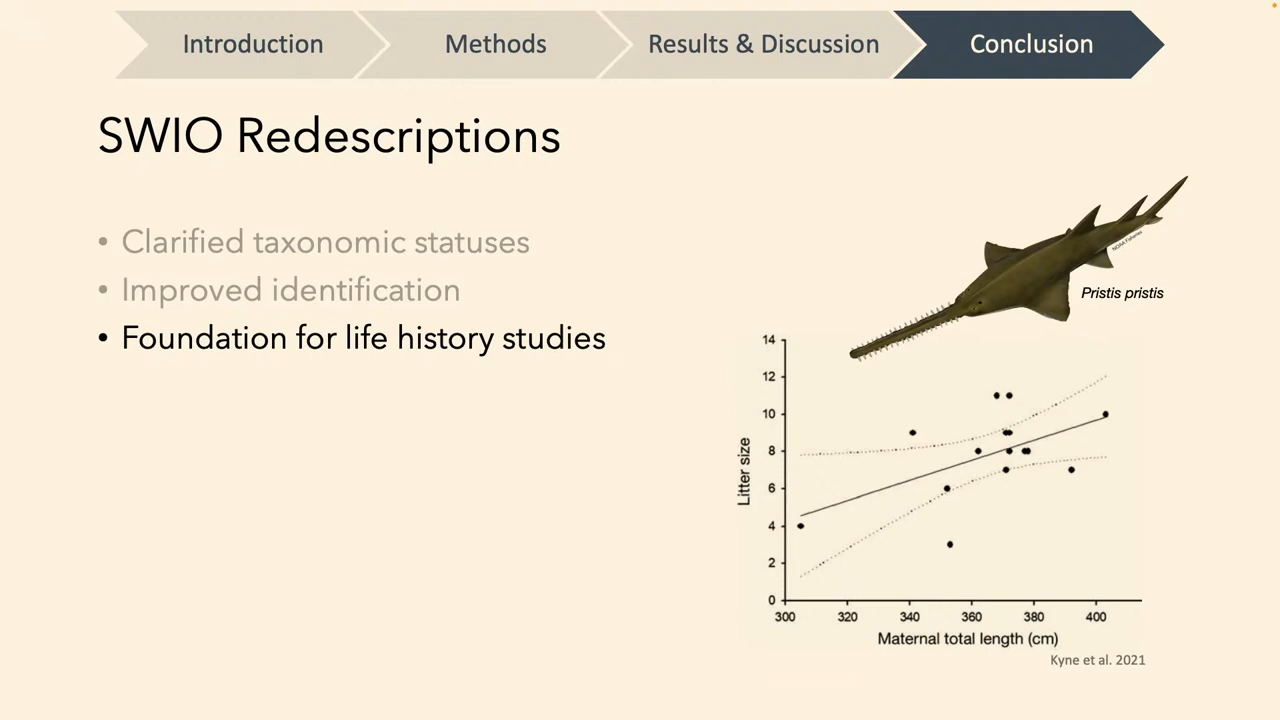 Introduction
Methods
Results & Discussion
Conclusion
SWIO Redescriptions
• Clarified taxonomic statuses
• Improved identification
• Foundation for life history studies
NOAA Fisheries
Pristis pristis
14
12
10
8
6
4
2
0
Litter size
300 320 340 360 380 400
Maternal total length (cm)
Kyne et al. 2021